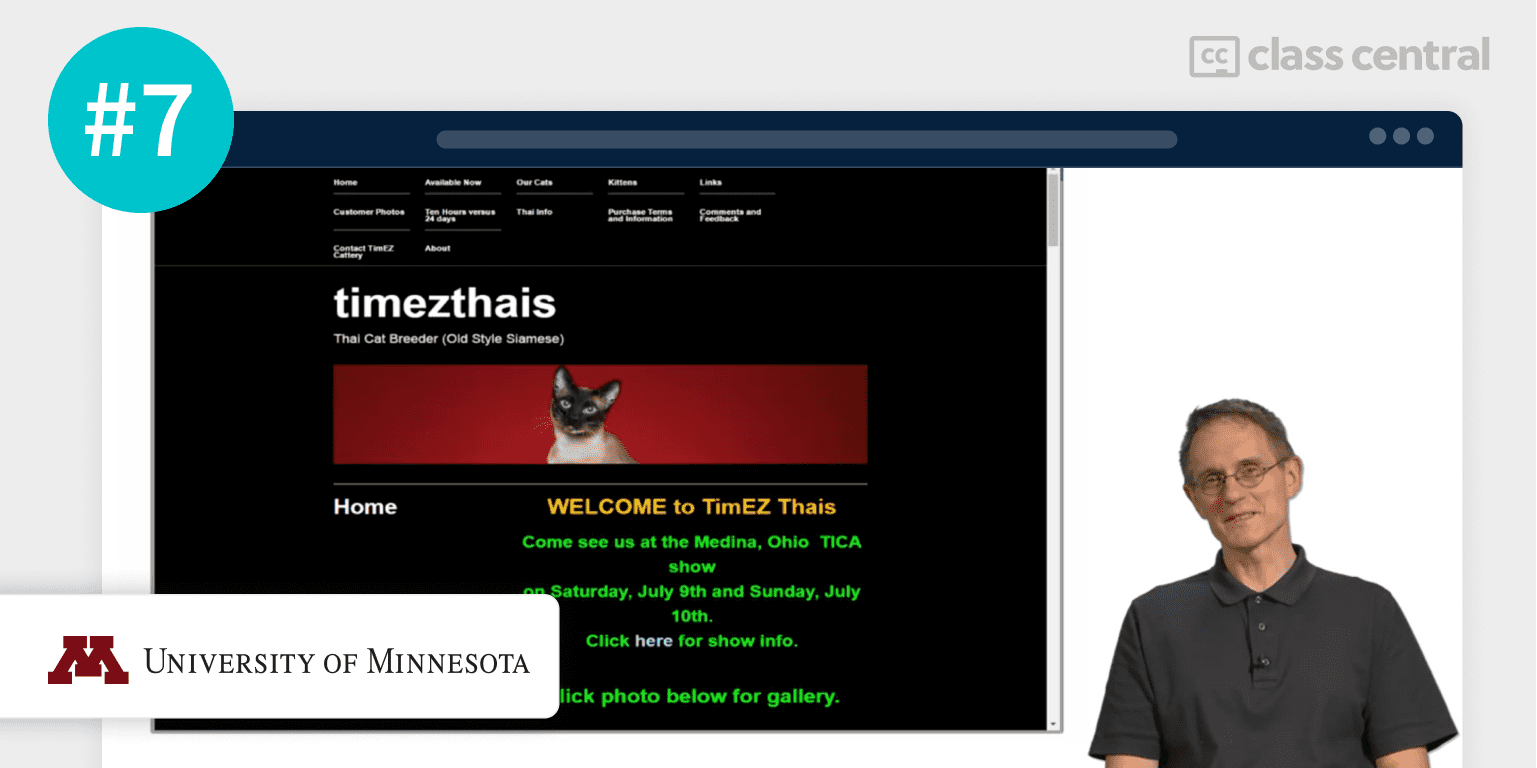 #7
cc class central
Home Available Now Our Cats Kittens Links
Customer Photos Ten Hours versus Thai Info Purchase Terms Comments and
24 days and Information Feedback
Contact TimEZ About
Cattery
timezthais
Thai Cat Breeder (Old Style Siamese)
Home WELCOME to TimEZ Thais
Come see us at the Medina, Ohio TICA
show
on Saturday, July 9th and Sunday, July
10th.
Click here for show info.
lick photo below for gallery.
M UNIVERSITY OF MINNESOTA